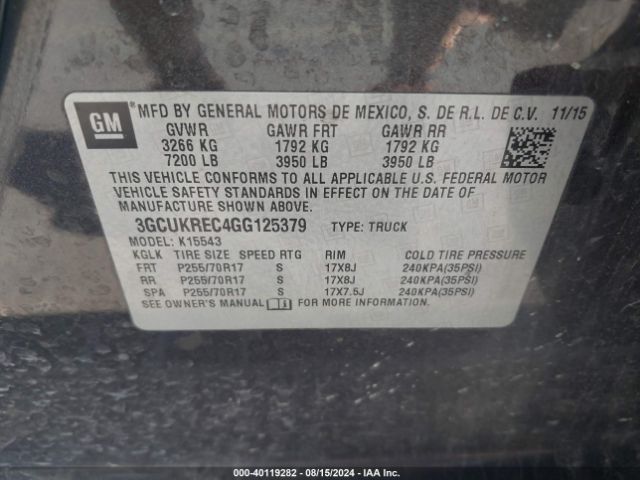 GM
® MFD BY GENERAL MOTORS DE MEXICO, S. DE R.L. DE C.V. 11/15
GVWR GAWR FRT GAWR RR
3266 KG 1792 KG 1792 KG
7200 LB 3950 LB 3950 LB
THIS VEHICLE CONFORMS TO ALL APPLICABLE U.S. FEDERAL MOTOR
VEHICLE SAFETY STANDARDS IN EFFECT ON THE DATE OF
MANUFACTURE SHOWN ABOVE.
3GCUKREC4GG125379 TYPE: TRUCK
MODEL: K15543
KGLK TIRE SIZE SPEED RTG RIM COLD TIRE PRESSURE
FRT P255/70R17 S 17X8J 240KPA(35PSI)
RR P255/70R17 S 17X8J 240KPA(35PSI)
SPA P255/70R17 S 17X7.5J 240KPA(35PSI)
SEE OWNER'S MANUAL FOR MORE INFORMATION.
000-40119282 - 08/15/2024 - IAA Inc.